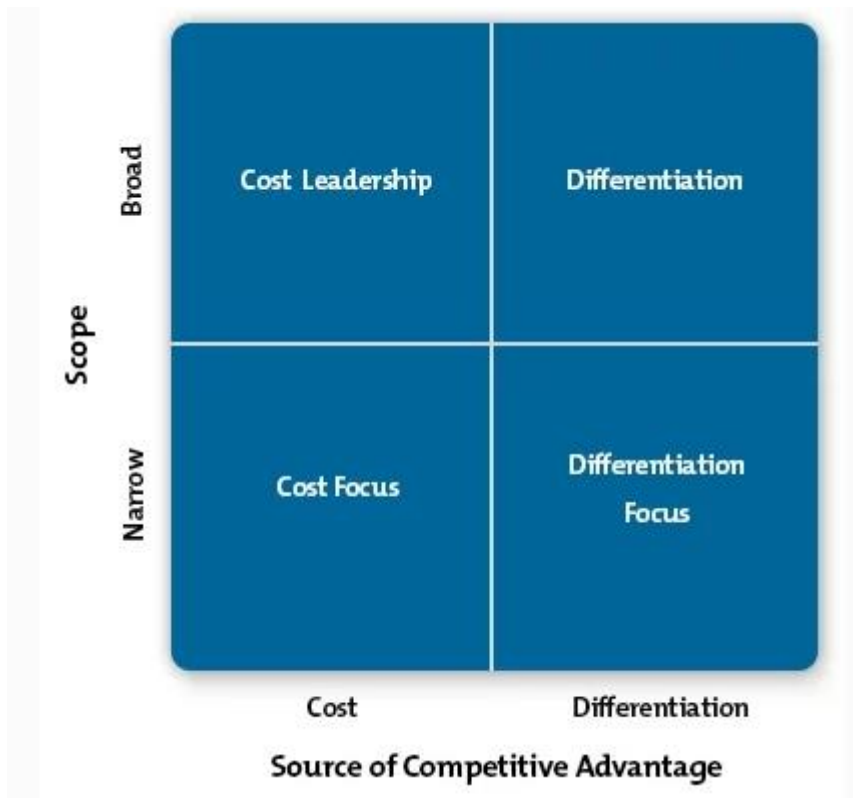 Scope
Broad
Cost Leadership
Differentiation
Narrow
Cost Focus
Differentiation
Focus
Cost
Differentiation
Source of Competitive Advantage